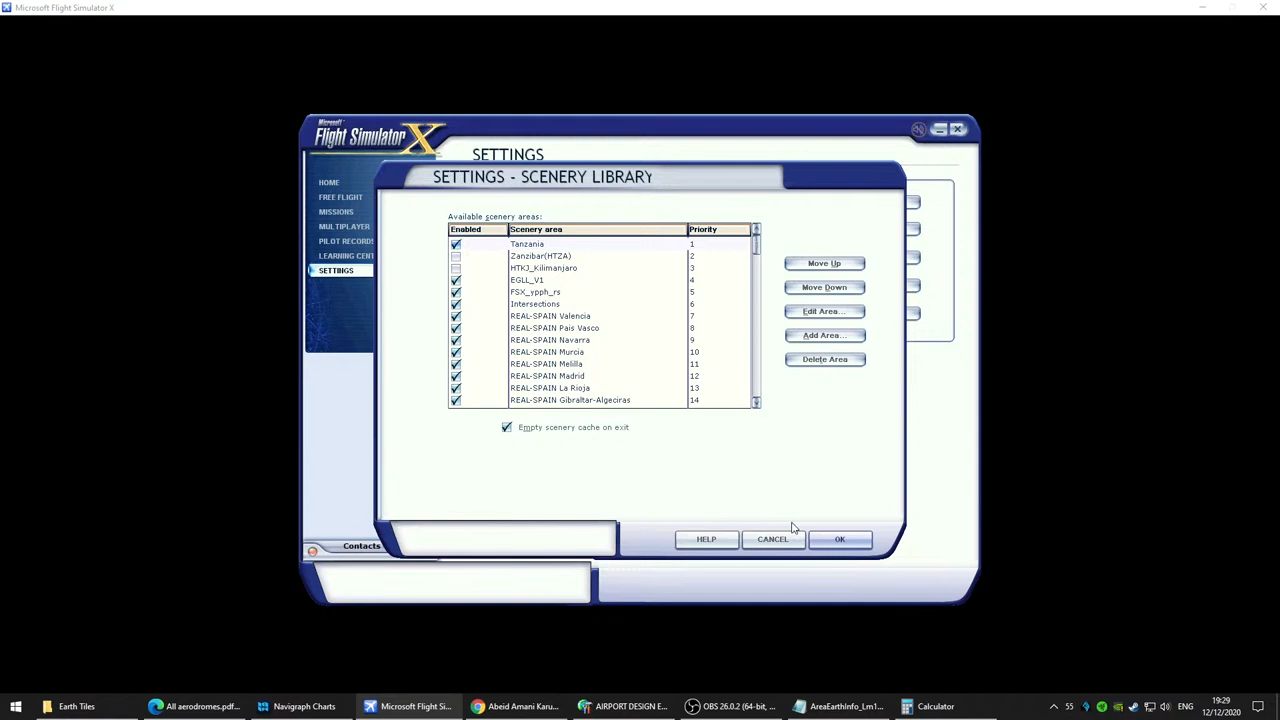 Microsoft Flight Simulator X
Microsoft
Flight Simulator X
SETTINGS
HOME
FREE FLIGHT
MISSIONS
MULTIPLAYER
PILOT RECORDS
LEARNING CENT
SETTINGS
SETTINGS - SCENERY LIBRARY
Available scenery areas:
Enabled Scenery area Priority
Tanzania 1
Zanzibar(HTZA) 2
HTKJ_Kilimanjaro 3
EGLL_V1 4
FSX_ypph_rs 5
Intersections 6
REAL-SPAIN Valencia 7
REAL-SPAIN Pais Vasco 8
REAL-SPAIN Navarra 9
REAL-SPAIN Murcia 10
REAL-SPAIN Melilla 11
REAL-SPAIN Madrid 12
REAL-SPAIN La Rioja 13
REAL-SPAIN Gibraltar-Algeciras 14
Move Up
Move Down
Edit Area...
Add Area...
Delete Area
Empty scenery cache on exit
HELP CANCEL OK
Contacts
Earth Tiles All aerodromes.pdf... Navigraph Charts Microsoft Flight Si... Abeid Amani Karu... AIRPORT DESIGN E... OBS 26.0.2 (64-bit, ... AreaEarthInfo_Lm1... Calculator 55 19:29
12/12/2020